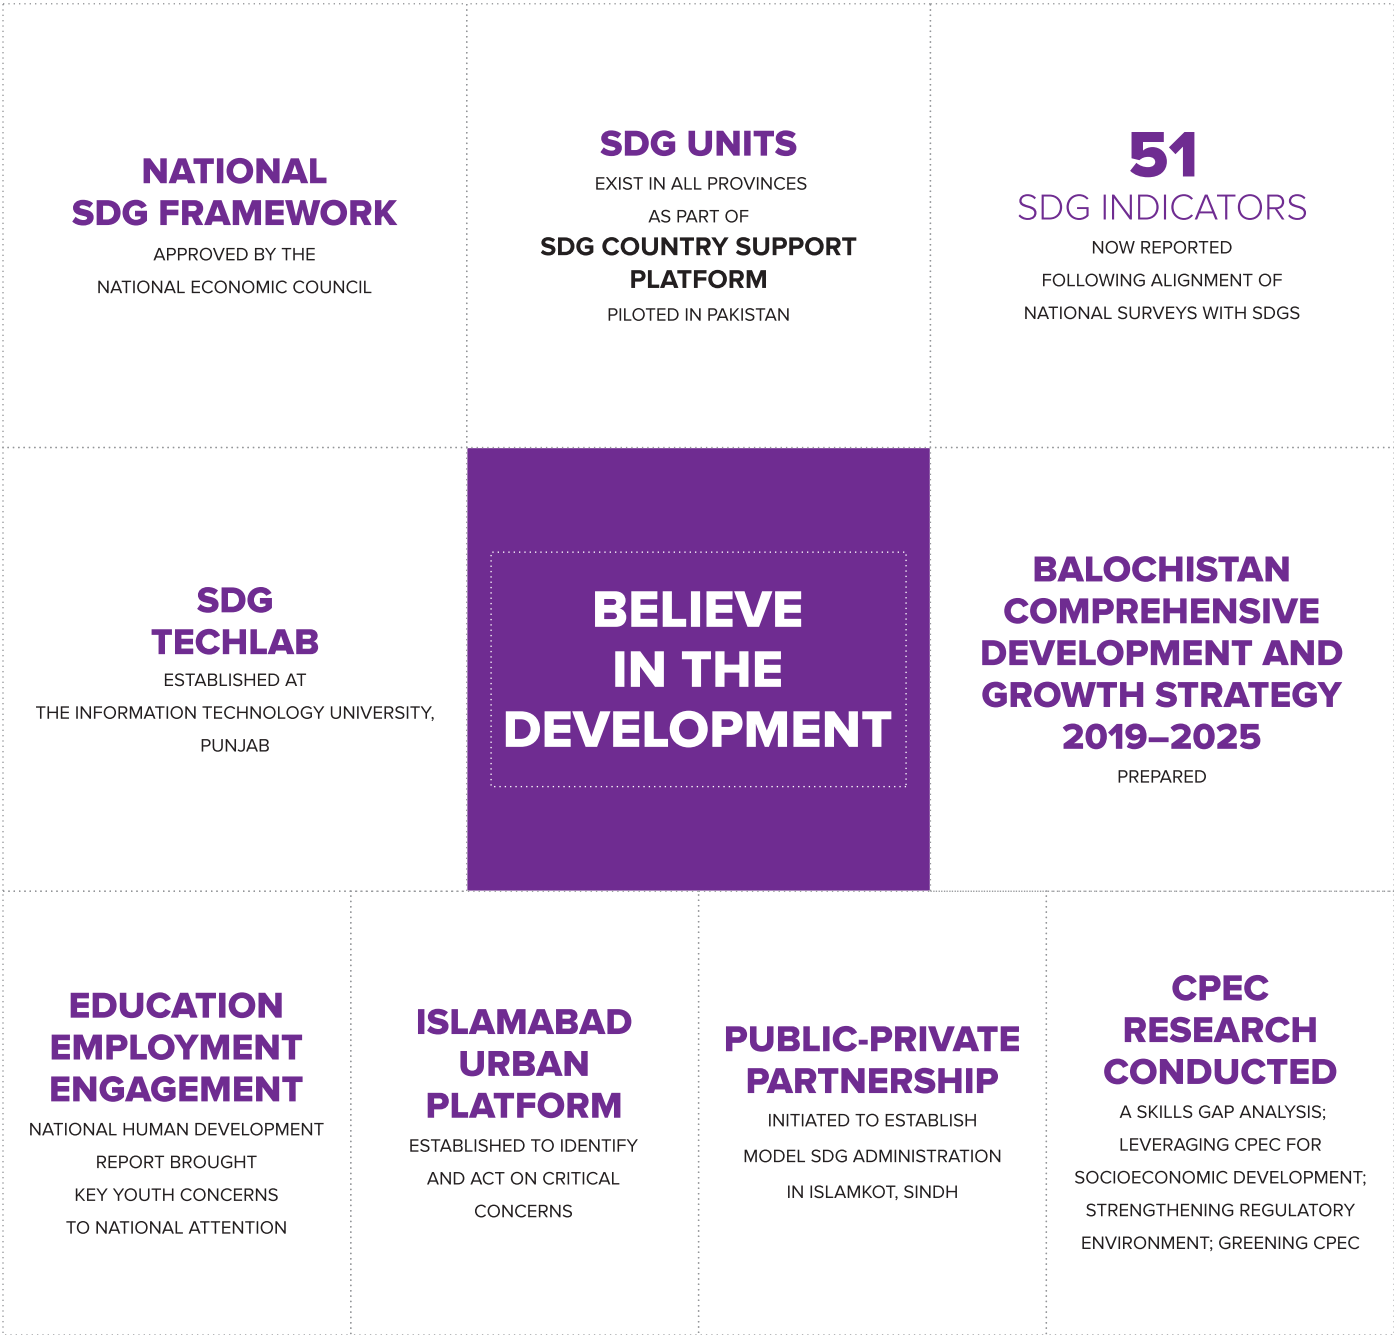 NATIONAL
SDG FRAMEWORK
APPROVED BY THE
NATIONAL ECONOMIC COUNCIL
SDG UNITS
EXIST IN ALL PROVINCES
AS PART OF
SDG COUNTRY SUPPORT
PLATFORM
PILOTED IN PAKISTAN
51
SDG INDICATORS
NOW REPORTED
FOLLOWING ALIGNMENT OF
NATIONAL SURVEYS WITH SDGS
SDG
TECHLAB
ESTABLISHED AT
THE INFORMATION TECHNOLOGY UNIVERSITY,
PUNJAB
BELIEVE
IN THE
DEVELOPMENT
BALOCHISTAN
COMPREHENSIVE
DEVELOPMENT AND
GROWTH STRATEGY
2019–2025
PREPARED
EDUCATION
EMPLOYMENT
ENGAGEMENT
NATIONAL HUMAN DEVELOPMENT
REPORT BROUGHT
KEY YOUTH CONCERNS
TO NATIONAL ATTENTION
ISLAMABAD
URBAN
PLATFORM
ESTABLISHED TO IDENTIFY
AND ACT ON CRITICAL
CONCERNS
PUBLIC-PRIVATE
PARTNERSHIP
INITIATED TO ESTABLISH
MODEL SDG ADMINISTRATION
IN ISLAMKOT, SINDH
CPEC
RESEARCH
CONDUCTED
A SKILLS GAP ANALYSIS;
LEVERAGING CPEC FOR
SOCIOECONOMIC DEVELOPMENT;
STRENGTHENING REGULATORY
ENVIRONMENT; GREENING CPEC